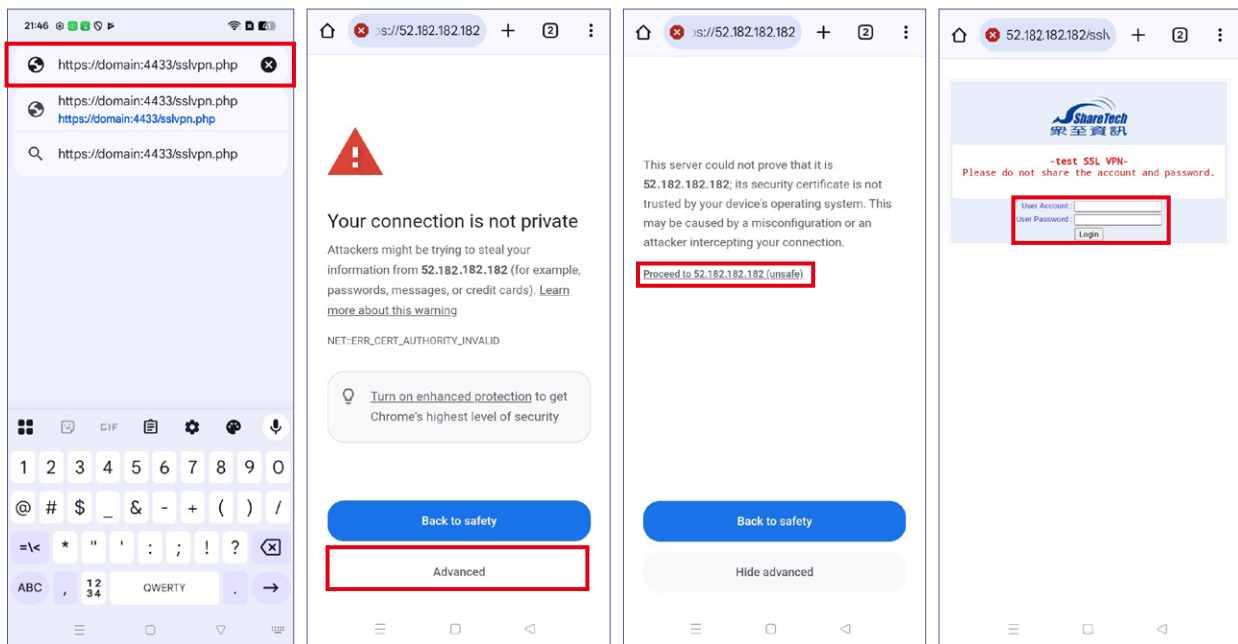 21:46
41
https://domain:4433/sslvpn.php
https://domain:4433/sslvpn.php
https://domain:4433/sslvpn.php
https://domain:4433/sslvpn.php
GIF
1 2 3 4 5 6 7 8 9 0
@ # $ _ & - + ( ) /
=\< * " ' : ; ! ?
ABC , 12 34 QWERTY . →
os://52.182.182.182 + 2
Your connection is not private
Attackers might be trying to steal your
information from 52.182.182.182 (for example,
passwords, messages, or credit cards). Learn
more about this warning
NET::ERR_CERT_AUTHORITY_INVALID
Turn on enhanced protection to get
Chrome's highest level of security
Back to safety
Advanced
os://52.182.182.182 + 2
This server could not prove that it is
52.182.182.182; its security certificate is not
trusted by your device's operating system. This
may be caused by a misconfiguration or an
attacker intercepting your connection.
Proceed to 52.182.182.182 (unsafe)
Back to safety
Hide advanced
52.182.182.182/sslv + 2
ShareTech
眾至資訊
-test SSL VPN-
Please do not share the account and password.
User Account :
User Password :
Login